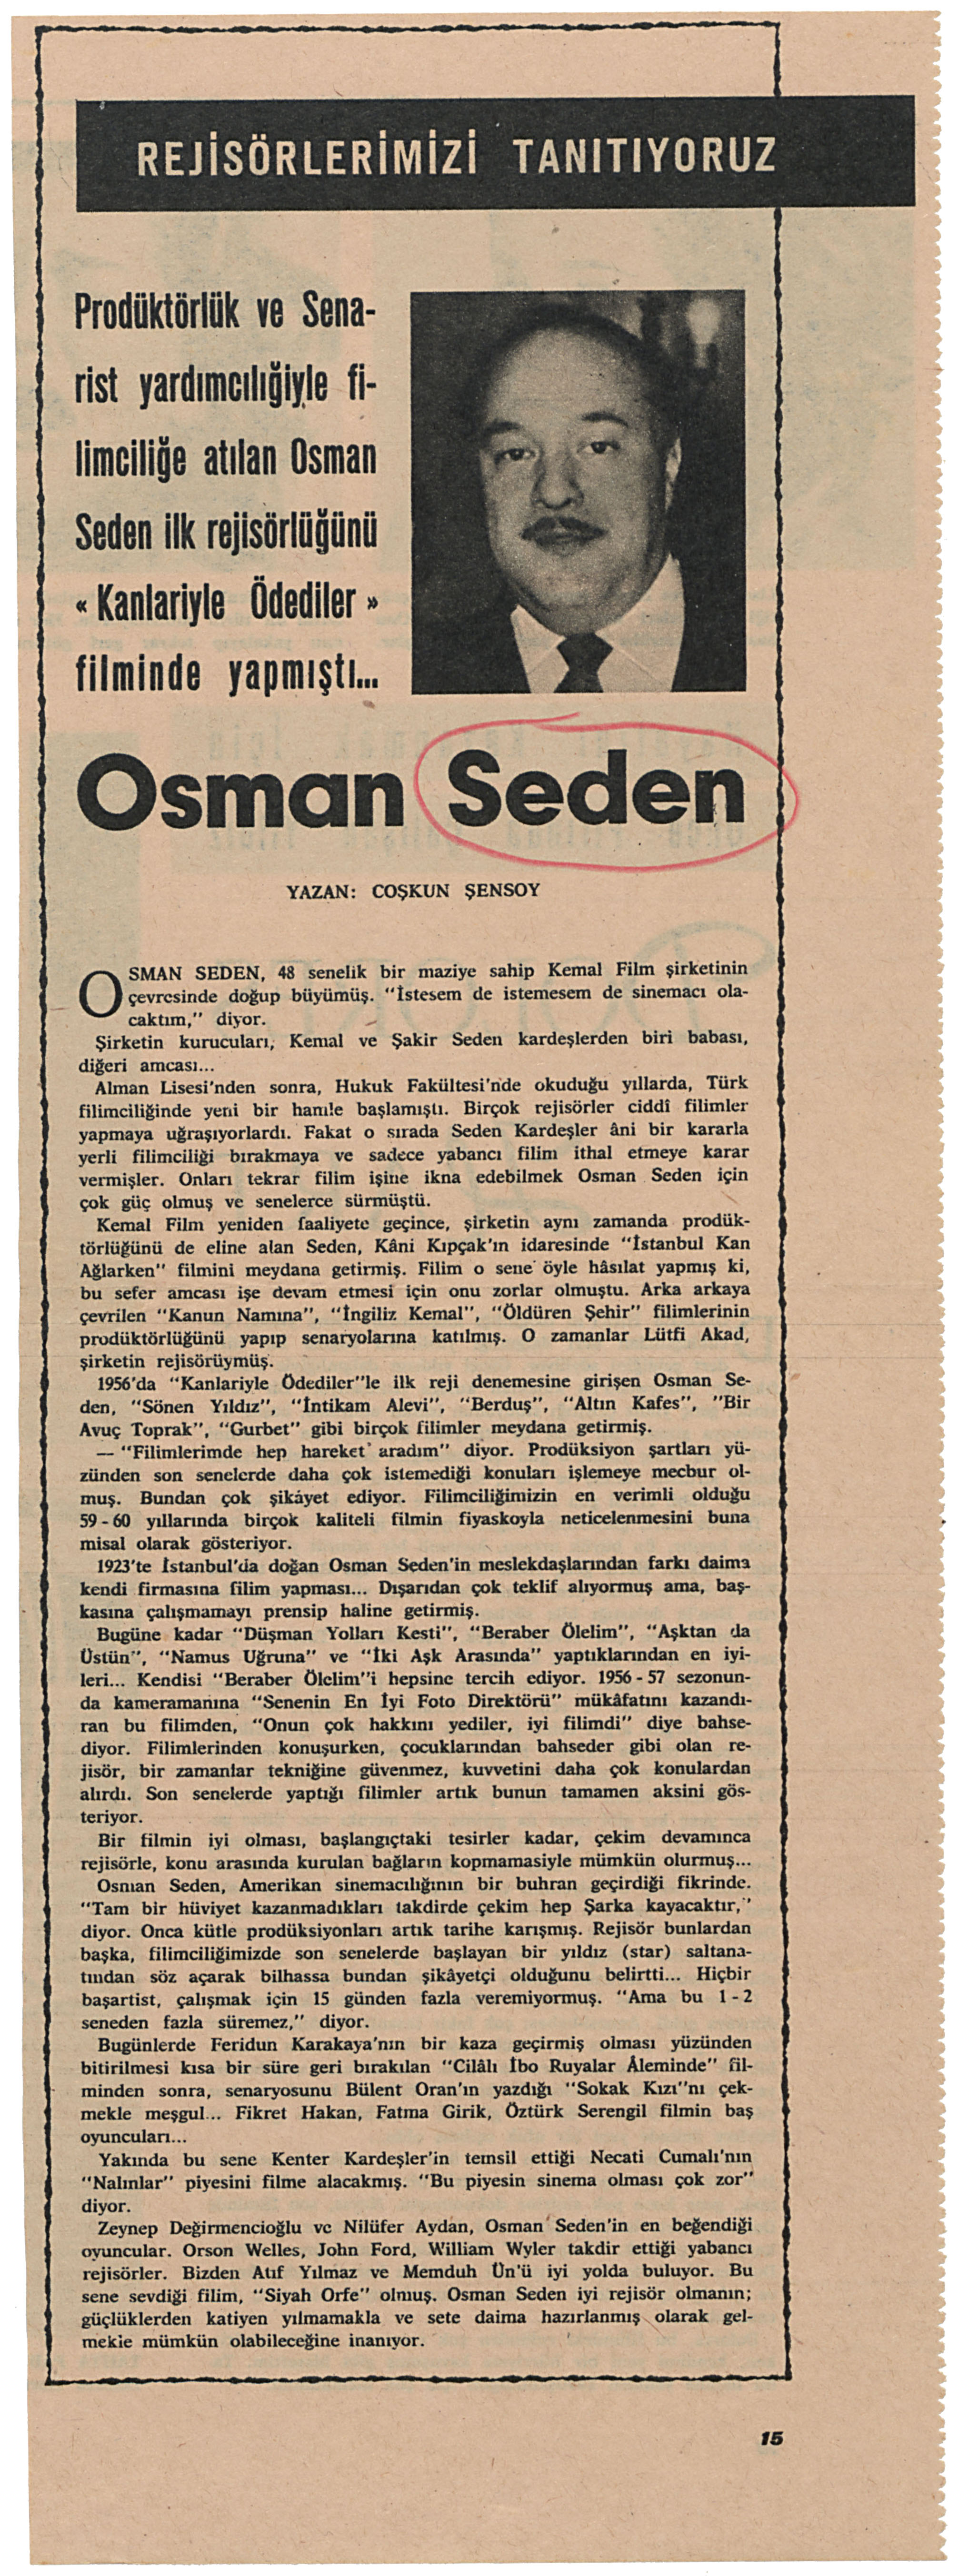 REJİSÖRLERİMİZİ TANITIYORUZ
Prodüktörlük ve Sena-
rist yardımcılığiyle fi-
limciliğe atılan Osman
Seden ilk rejisörlüğünü
« Kanlariyle Ödediler »
filminde yapmıştı...
Osman Seden
YAZAN: COŞKUN ŞENSOY
OSMAN SEDEN, 48 senelik bir maziye sahip Kemal Film şirketinin
çevresinde doğup büyümüş. "İstesem de istemesem de sinemacı ola-
caktım," diyor.
Şirketin kurucuları, Kemal ve Şakir Seden kardeşlerden biri babası,
diğeri amcası...
Alman Lisesi'nden sonra, Hukuk Fakültesi'nde okuduğu yıllarda, Türk
filimciliğinde yeni bir hamle başlamıştı. Birçok rejisörler ciddî filimler
yapmaya uğraşıyorlardı. Fakat o sırada Seden Kardeşler âni bir kararla
yerli filimciliği bırakmaya ve sadece yabancı filim ithal etmeye karar
vermişler. Onları tekrar filim işine ikna edebilmek Osman Seden için
çok güç olmuş ve senelerce sürmüştü.
Kemal Film yeniden faaliyete geçince, şirketin aynı zamanda prodük-
törlüğünü de eline alan Seden, Kâni Kıpçak'ın idaresinde "İstanbul Kan
Ağlarken" filmini meydana getirmiş. Filim o sene öyle hâsılat yapmış ki,
bu sefer amcası işe devam etmesi için onu zorlar olmuştu. Arka arkaya
çevrilen "Kanun Namına", "İngiliz Kemal", "Öldüren Şehir" filimlerinin
prodüktörlüğünü yapıp senaryolarına katılmış. O zamanlar Lütfi Akad,
şirketin rejisörüymüş.
1956'da "Kanlariyle Ödediler"le ilk reji denemesine girişen Osman Se-
den, "Sönen Yıldız", "İntikam Alevi", "Berduş", "Altın Kafes", "Bir
Avuç Toprak", "Gurbet" gibi birçok filimler meydana getirmiş.
— "Filimlerimde hep hareket aradım" diyor. Prodüksiyon şartları yü-
zünden son senelerde daha çok istemediği konuları işlemeye mecbur ol-
muş. Bundan çok şikâyet ediyor. Filimciliğimizin en verimli olduğu
59 - 60 yıllarında birçok kaliteli filmin fiyaskoyla neticelenmesini buna
misal olarak gösteriyor.
1923'te İstanbul'da doğan Osman Seden'in meslekdaşlarından farkı daima
kendi firmasına filim yapması... Dışarıdan çok teklif alıyormuş ama, baş-
kasına çalışmamayı prensip haline getirmiş.
Bugüne kadar "Düşman Yolları Kesti", "Beraber Ölelim", "Aşktan da
Üstün", "Namus Uğruna" ve "İki Aşk Arasında" yaptıklarından en iyi-
leri... Kendisi "Beraber Ölelim"i hepsine tercih ediyor. 1956 - 57 sezonun-
da kameramanına "Senenin En İyi Foto Direktörü" mükâfatını kazandı-
ran bu filimden, "Onun çok hakkını yediler, iyi filimdi" diye bahse-
diyor. Filimlerinden konuşurken, çocuklarından bahseder gibi olan re-
jisör, bir zamanlar tekniğine güvenmez, kuvvetini daha çok konulardan
alırdı. Son senelerde yaptığı filimler artık bunun tamamen aksini gös-
teriyor.
Bir filmin iyi olması, başlangıçtaki tesirler kadar, çekim devamınca
rejisörle, konu arasında kurulan bağların kopmamasiyle mümkün olurmuş...
Osman Seden, Amerikan sinemacılığının bir buhran geçirdiği fikrinde.
"Tam bir hüviyet kazanmadıkları takdirde çekim hep Şarka kayacaktır,"
diyor. Onca kütle prodüksiyonları artık tarihe karışmış. Rejisör bunlardan
başka, filimciliğimizde son senelerde başlayan bir yıldız (star) saltana-
tından söz açarak bilhassa bundan şikâyetçi olduğunu belirtti... Hiçbir
başartist, çalışmak için 15 günden fazla veremiyormuş. "Ama bu 1 - 2
seneden fazla süremez," diyor.
Bugünlerde Feridun Karakaya'nın bir kaza geçirmiş olması yüzünden
bitirilmesi kısa bir süre geri bırakılan "Cilâlı İbo Ruyalar Âleminde" fil-
minden sonra, senaryosunu Bülent Oran'ın yazdığı "Sokak Kızı"nı çek-
mekle meşgul... Fikret Hakan, Fatma Girik, Öztürk Serengil filmin baş
oyuncuları...
Yakında bu sene Kenter Kardeşler'in temsil ettiği Necati Cumalı'nın
"Nalınlar" piyesini filme alacakmış. "Bu piyesin sinema olması çok zor"
diyor.
Zeynep Değirmencioğlu ve Nilüfer Aydan, Osman Seden'in en beğendiği
oyuncular. Orson Welles, John Ford, William Wyler takdir ettiği yabancı
rejisörler. Bizden Atıf Yılmaz ve Memduh Ün'ü iyi yolda buluyor. Bu
sene sevdiği filim, "Siyah Orfe" olmuş. Osman Seden iyi rejisör olmanın;
güçlüklerden katiyen yılmamakla ve sete daima hazırlanmış olarak gel-
mekle mümkün olabileceğine inanıyor.
15